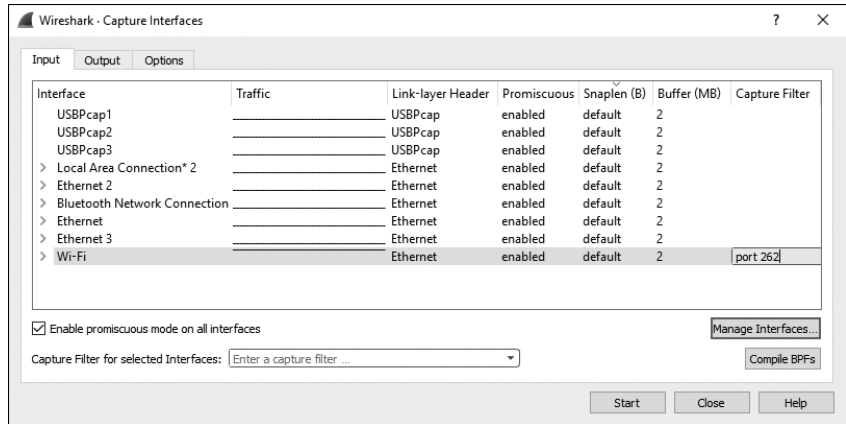 Wireshark · Capture Interfaces ? ×
Input Output Options
Interface Traffic Link-layer Header Promiscuous Snaplen (B) Buffer (MB) Capture Filter
USBPcap1 USBPcap enabled default 2
USBPcap2 USBPcap enabled default 2
USBPcap3 USBPcap enabled default 2
Local Area Connection* 2 Ethernet enabled default 2
Ethernet 2 Ethernet enabled default 2
Bluetooth Network Connection Ethernet enabled default 2
Ethernet Ethernet enabled default 2
Ethernet 3 Ethernet enabled default 2
Wi-Fi Ethernet enabled default 2 port 262
Enable promiscuous mode on all interfaces Manage Interfaces...
Capture Filter for selected Interfaces: Enter a capture filter ... Compile BPFs
Start Close Help